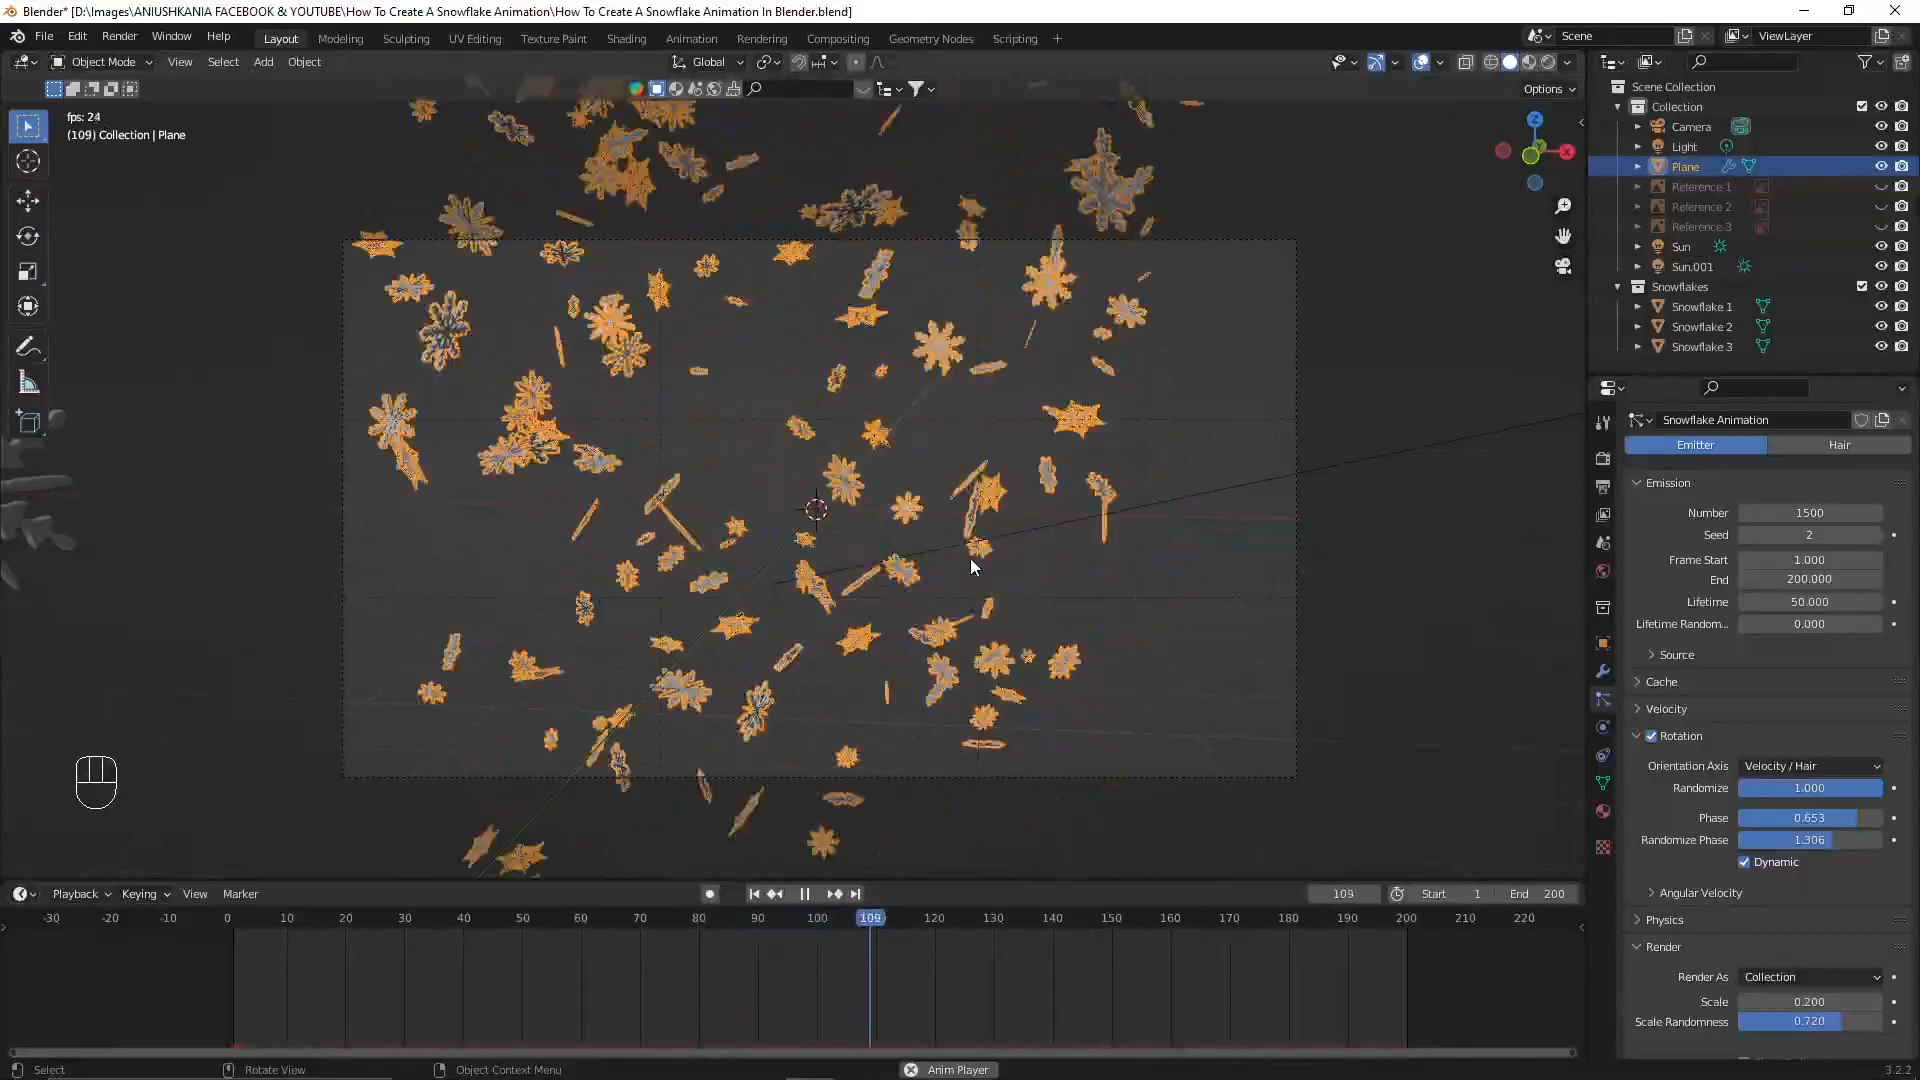 Blender* [D:\Images\ANIUSHKANIA FACEBOOK & YOUTUBE\How To Create A Snowflake Animation\How To Create A Snowflake Animation In Blender.blend]
File Edit Render Window Help Layout Modeling Sculpting UV Editing Texture Paint Shading Animation Rendering Compositing Geometry Nodes Scripting + Scene ViewLayer
Object Mode View Select Add Object Global
Options
fps: 24
(109) Collection | Plane
Z
X
Scene Collection
Collection
Camera
Light
Plane
Reference 1
Reference 2
Reference 3
Sun
Sun.001
Snowflakes
Snowflake 1
Snowflake 2
Snowflake 3
Snowflake Animation
Emitter Hair
Emission
Number 1500
Seed 2
Frame Start 1.000
End 200.000
Lifetime 50.000
Lifetime Random... 0.000
Source
Cache
Velocity
Rotation
Orientation Axis Velocity / Hair
Randomize 1.000
Phase 0.653
Randomize Phase 1.306
Dynamic
Angular Velocity
Physics
Render
Render As Collection
Scale 0.200
Scale Randomness 0.720
Playback Keying View Marker 109 Start 1 End 200
-30 -20 -10 0 10 20 30 40 50 60 70 80 90 100 109 120 130 140 150 160 170 180 190 200 210 220
Select Rotate View Object Context Menu Anim Player 3.2.2